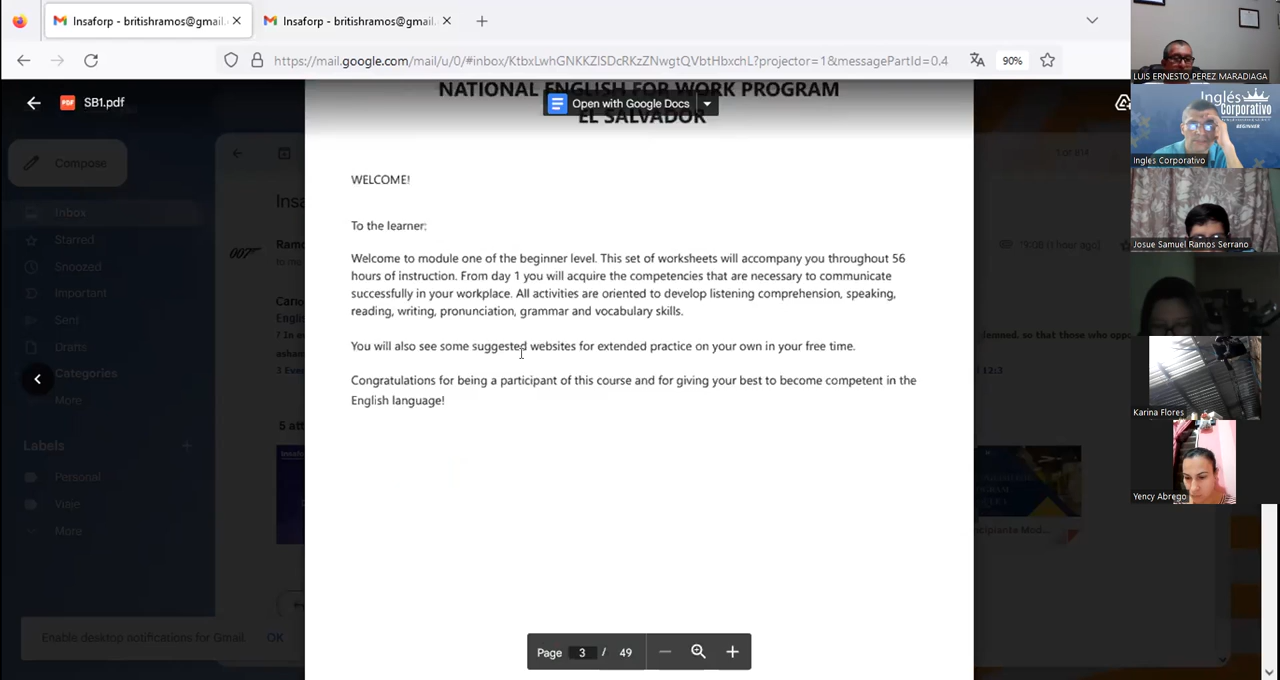 Insaforp - britishramos@gmail.
Insaforp - britishramos@gmail.
https://mail.google.com/mail/u/0/#inbox/KtbxLwhGNKKZlSDcRKzZNwgtQVbtHbxchL?projector=1&messagePartId=0.4
90%
PDF
SB1.pdf
NATIONAL ENGLISH FOR WORK PROGRAM
Open with Google Docs
EL SALVADOR
Compose
Inbox
Starred
Snoozed
Important
Sent
Drafts
Categories
More
Labels
Personal
More
WELCOME!
To the learner:
Welcome to module one of the beginner level. This set of worksheets will accompany you throughout 56
hours of instruction. From day 1 you will acquire the competencies that are necessary to communicate
successfully in your workplace. All activities are oriented to develop listening comprehension, speaking,
reading, writing, pronunciation, grammar and vocabulary skills.
You will also see some suggested websites for extended practice on your own in your free time.
Congratulations for being a participant of this course and for giving your best to become competent in the
English language!
Enable desktop notifications for Gmail. OK
Page 3 / 49
LUIS ERNESTO PEREZ MARADIAGA
Inglés
Corporativo
BEGINNER
Ingles Corporativo
Josue Samuel Ramos Serrano
Karina Flores
Yency Abrego